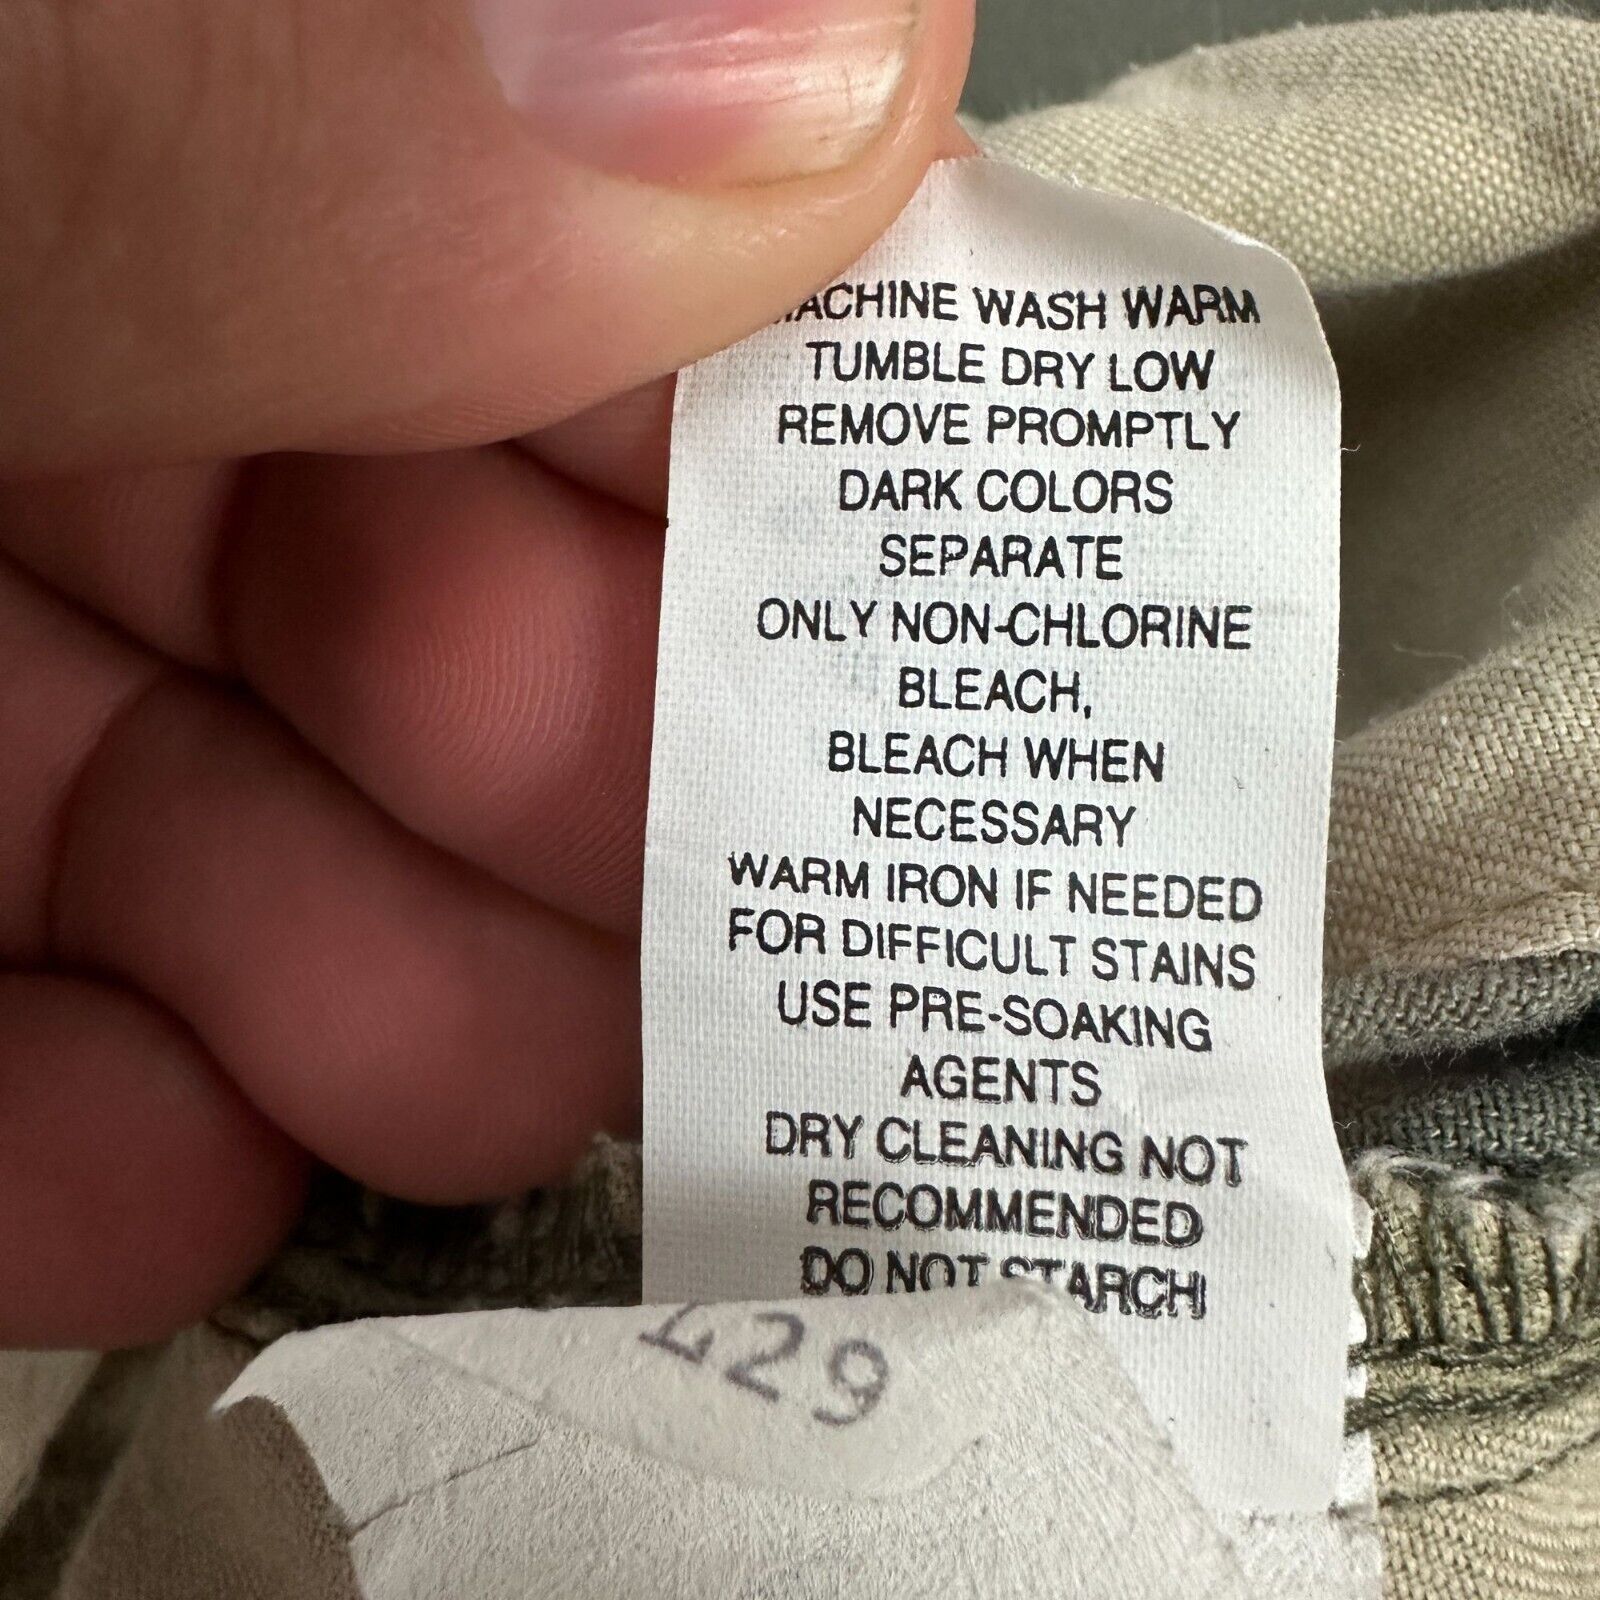 MACHINE WASH WARM
TUMBLE DRY LOW
REMOVE PROMPTLY
DARK COLORS
SEPARATE
ONLY NON-CHLORINE
BLEACH,
BLEACH WHEN
NECESSARY
WARM IRON IF NEEDED
FOR DIFFICULT STAINS
USE PRE-SOAKING
AGENTS
DRY CLEANING NOT
RECOMMENDED
DO NOT STARCH
429